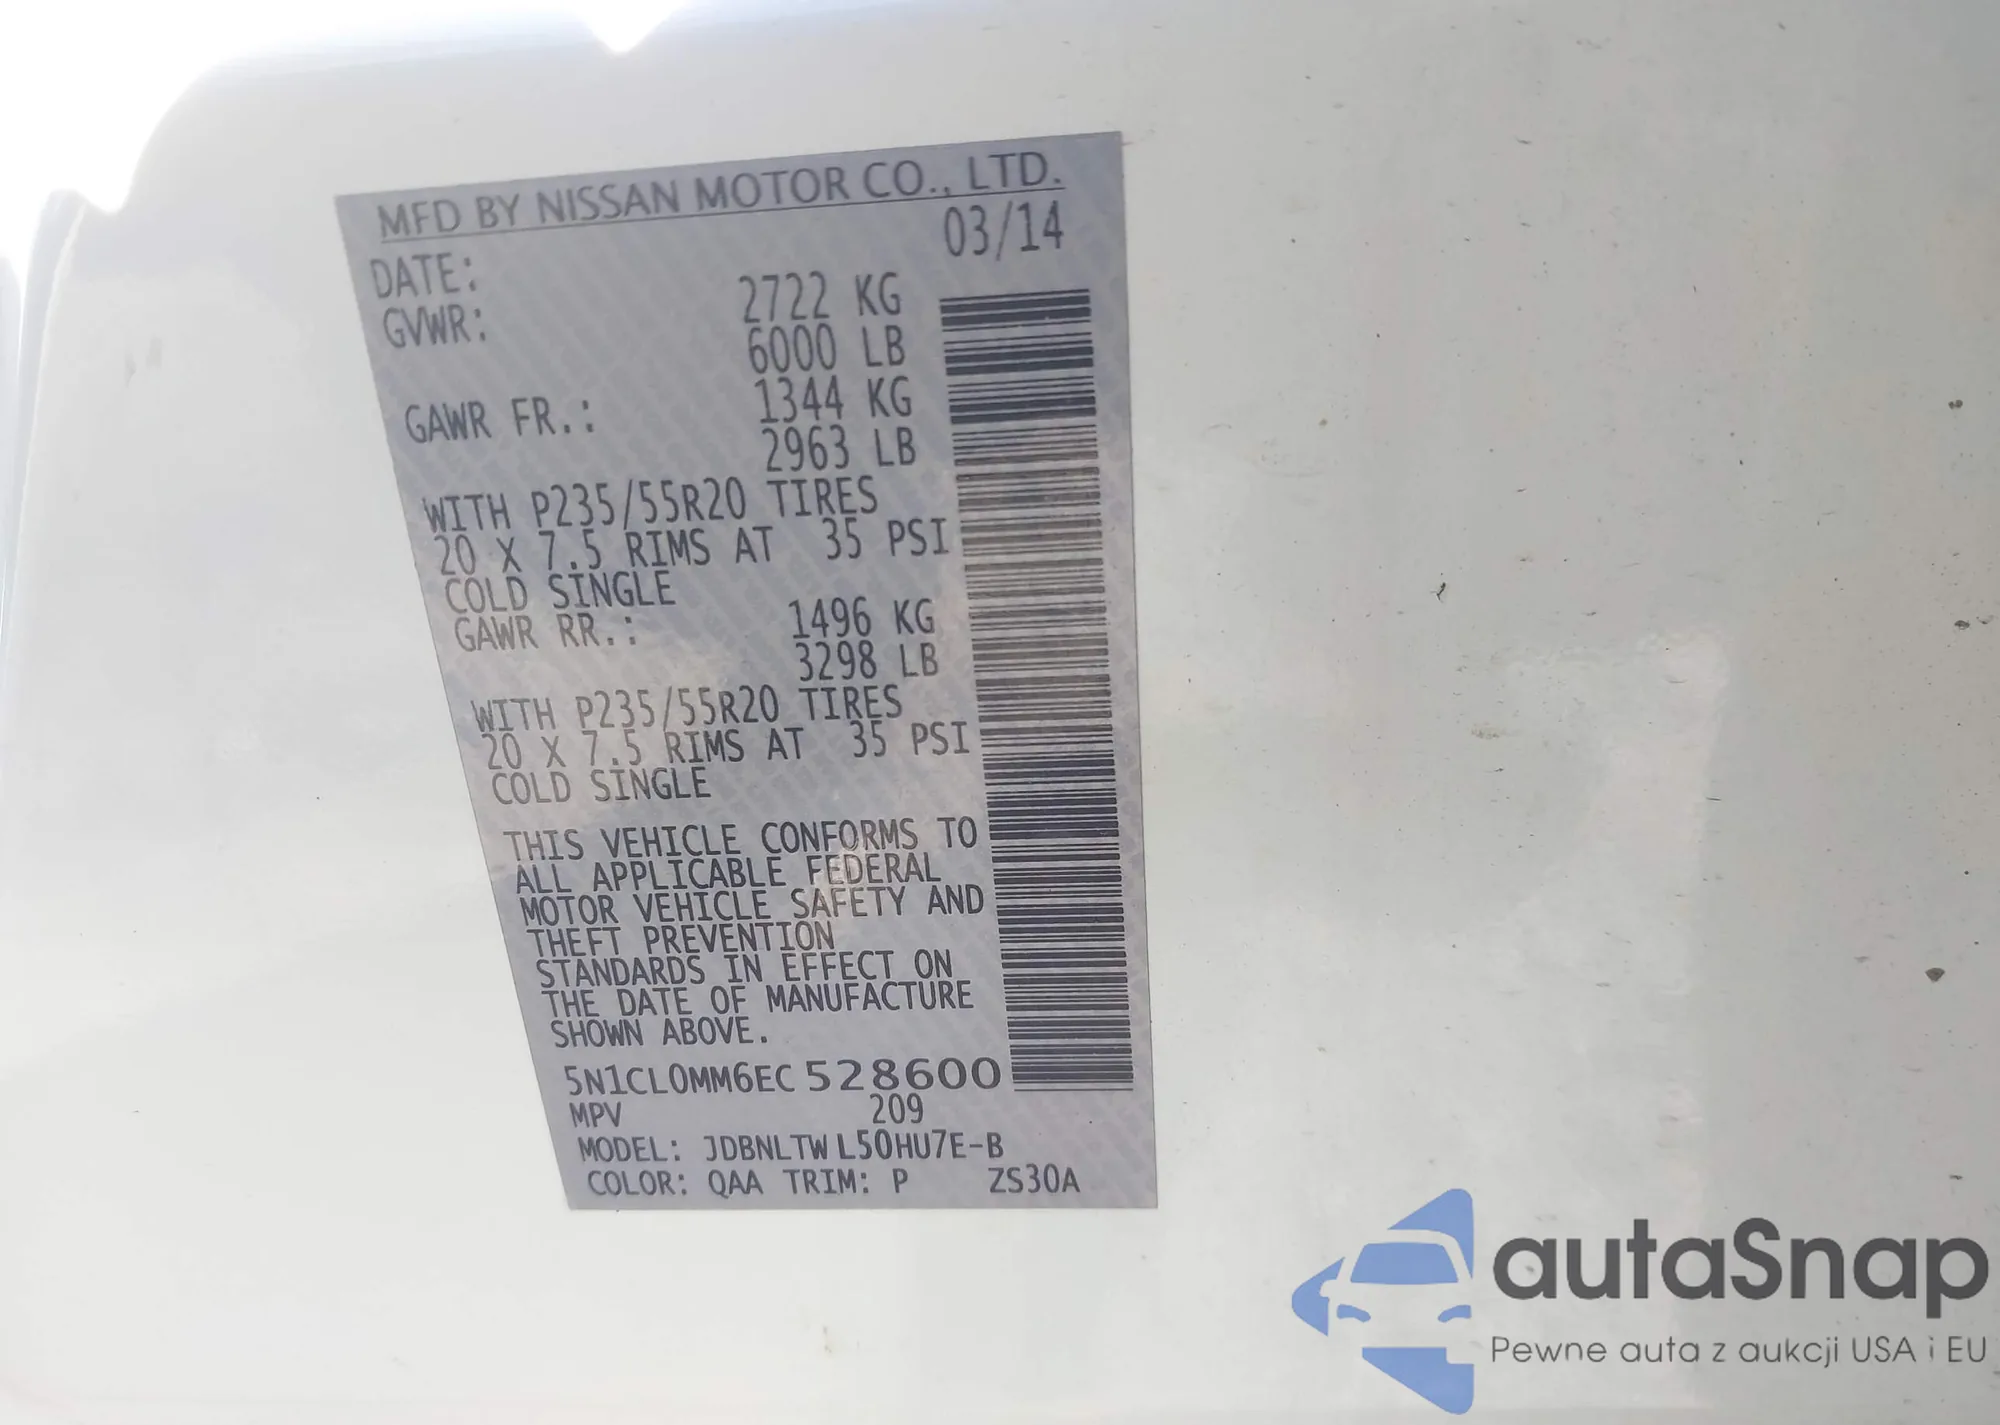 MFD BY NISSAN MOTOR CO., LTD.
DATE: 03/14
GVWR: 2722 KG
6000 LB
GAWR FR.: 1344 KG
2963 LB
WITH P235/55R20 TIRES
20 X 7.5 RIMS AT 35 PSI
COLD SINGLE
GAWR RR.: 1496 KG
3298 LB
WITH P235/55R20 TIRES
20 X 7.5 RIMS AT 35 PSI
COLD SINGLE
THIS VEHICLE CONFORMS TO
ALL APPLICABLE FEDERAL
MOTOR VEHICLE SAFETY AND
THEFT PREVENTION
STANDARDS IN EFFECT ON
THE DATE OF MANUFACTURE
SHOWN ABOVE.
5N1CL0MM6EC528600
MPV 209
MODEL: JDBNLTWL50HU7E-B
COLOR: QAA TRIM: P ZS30A
autaSnap
Pewne auta z aukcji USA i EU